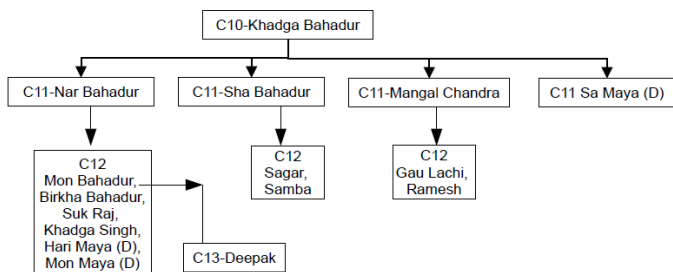 C10-Khadga Bahadur
C11-Nar Bahadur
C11-Sha Bahadur
C11-Mangal Chandra
C11 Sa Maya (D)
C12
Mon Bahadur,
Birkha Bahadur,
Suk Raj,
Khadga Singh,
Hari Maya (D),
Mon Maya (D)
C12
Sagar,
Samba
C12
Gau Lachi,
Ramesh
C13-Deepak